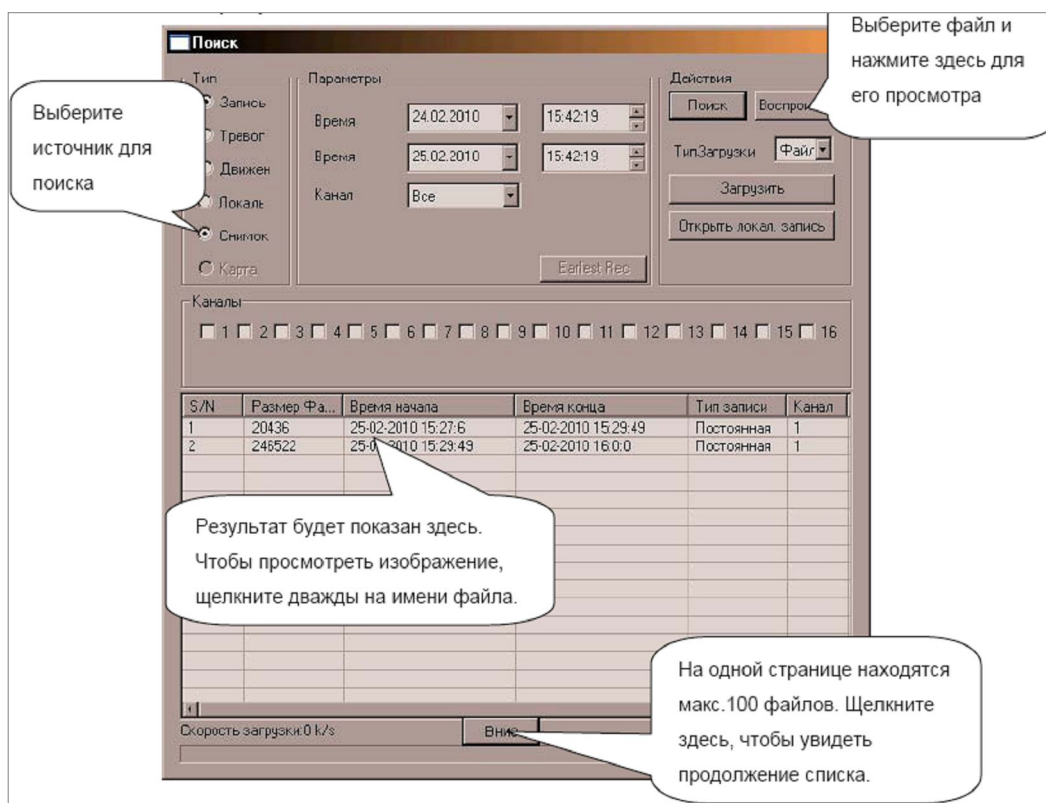 Поиск
Выберите файл и
нажмите здесь для
его просмотра
Выберите
источник для
поиска
Тип
Запись
Тревог
Движен
Локаль
Снимок
Карта
Параметры
Время 24.02.2010 15:42:19
Время 25.02.2010 15:42:19
Канал Все
Earliest Rec
Действия
Поиск
ТипЗагрузки Файл
Загрузить
Открыть локал. запись
Каналы
1 2 3 4 5 6 7 8 9 10 11 12 13 14 15 16
S/N Размер Фа... Время начала Время конца Тип записи Канал
1 20436 25-02-2010 15:27:6 25-02-2010 15:29:49 Постоянная 1
2 246522 15:29:49 25-02-2010 16:0:0 Постоянная 1
Результат будет показан здесь.
Чтобы просмотреть изображение,
щелкните дважды на имени файла.
На одной странице находятся
макс.100 файлов. Щелкните
здесь, чтобы увидеть
продолжение списка.
Скорость загрузки:0 k/s